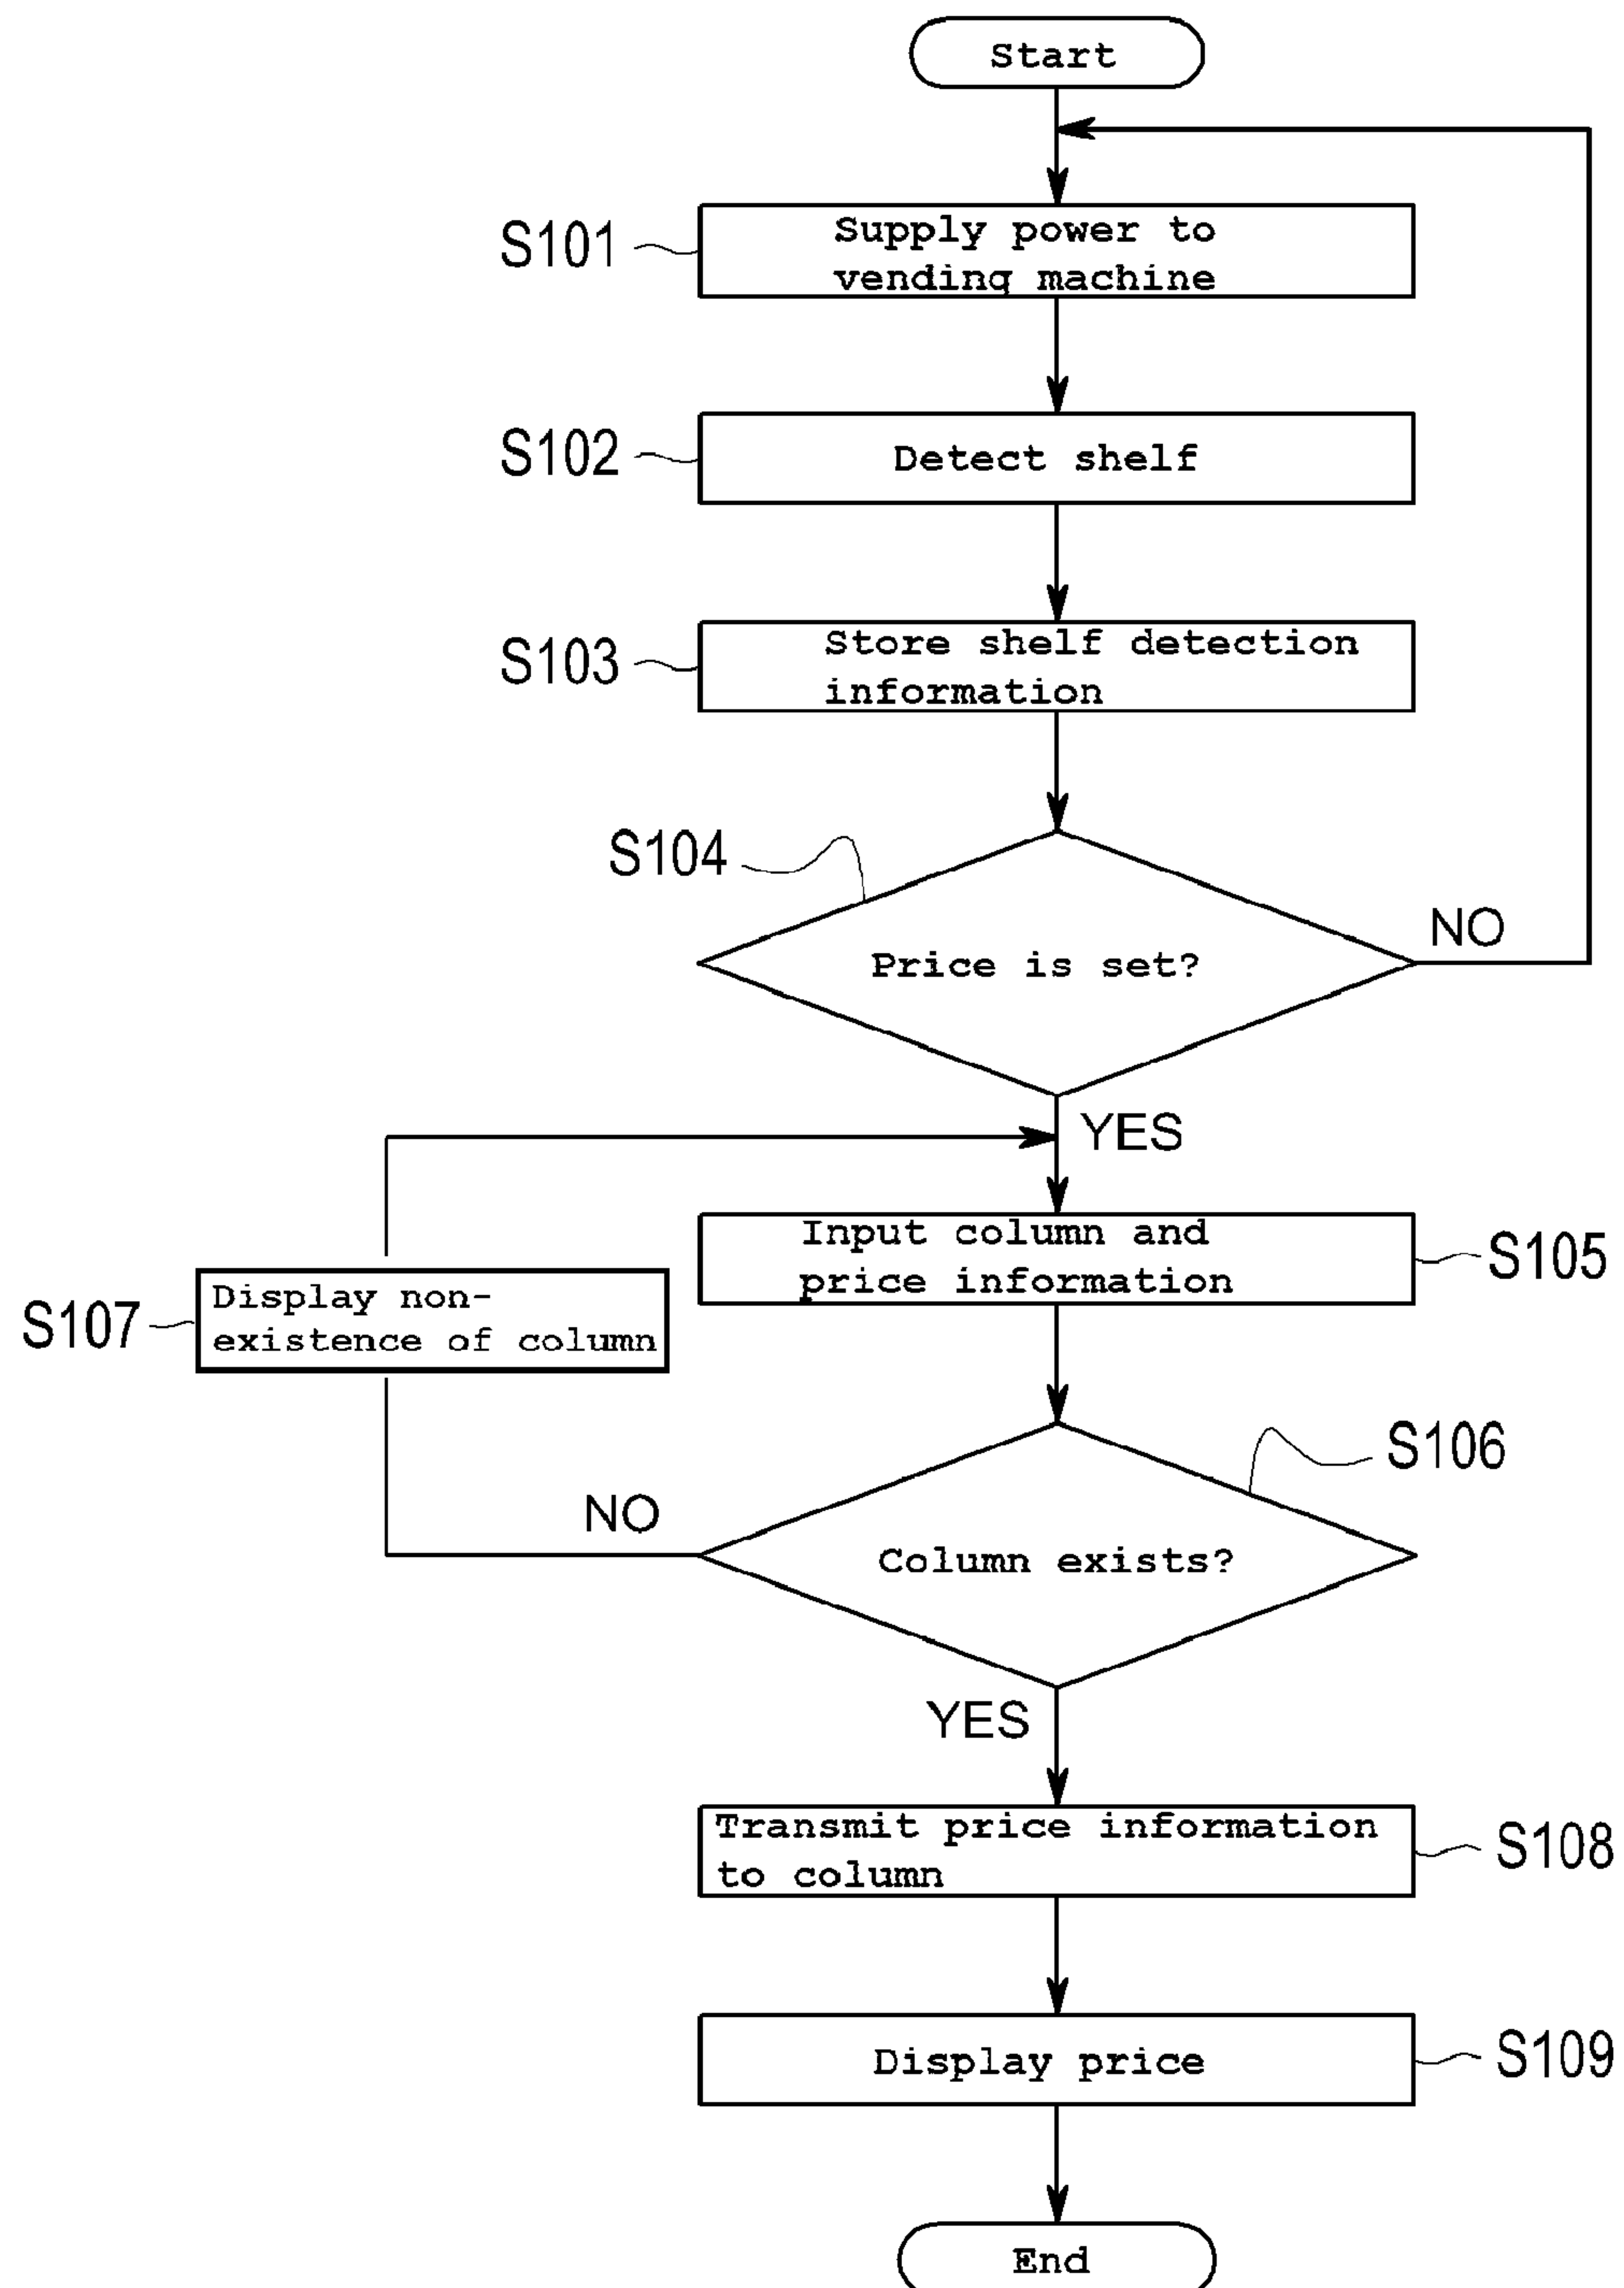 Start
S101
Supply power to
vending machine
S102
Detect shelf
S103
Store shelf detection
information
S104
Price is set?
NO
YES
Input column and
price information
S105
S107
Display non-
existence of column
S106
NO
Column exists?
YES
Transmit price information
to column
S108
Display price
S109
End